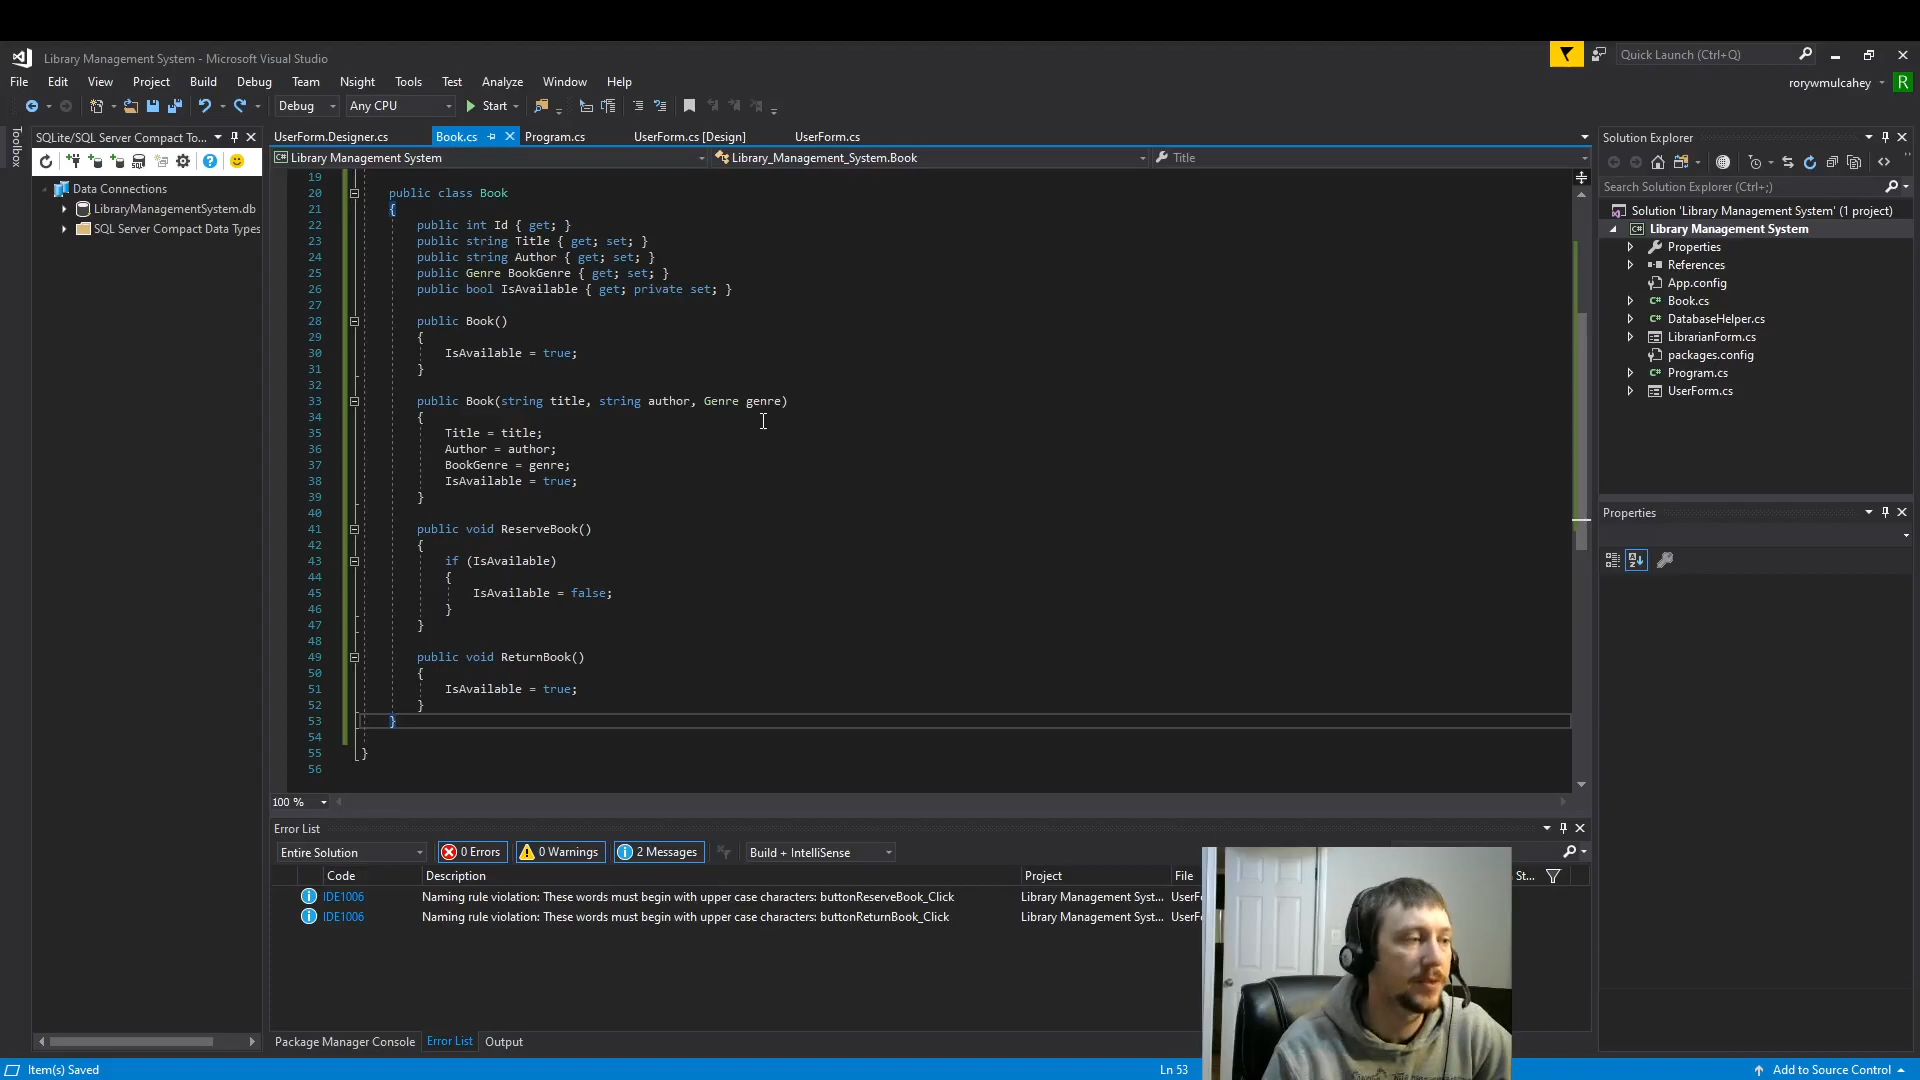 Library Management System - Microsoft Visual Studio
Quick Launch (Ctrl+Q)
File Edit View Project Build Debug Team Nsight Tools Test Analyze Window Help
rorywmulcahey R
Debug Any CPU Start
Toolbox
SQLite/SQL Server Compact To...
Data Connections
LibraryManagementSystem.db
SQL Server Compact Data Types
UserForm.Designer.cs Book.cs Program.cs UserForm.cs [Design] UserForm.cs
Library Management System Library_Management_System.Book Title
19
20 public class Book
21 {
22 public int Id { get; }
23 public string Title { get; set; }
24 public string Author { get; set; }
25 public Genre BookGenre { get; set; }
26 public bool IsAvailable { get; private set; }
27
28 public Book()
29 {
30 IsAvailable = true;
31 }
32
33 public Book(string title, string author, Genre genre)
34 {
35 Title = title;
36 Author = author;
37 BookGenre = genre;
38 IsAvailable = true;
39 }
40
41 public void ReserveBook()
42 {
43 if (IsAvailable)
44 {
45 IsAvailable = false;
46 }
47 }
48
49 public void ReturnBook()
50 {
51 IsAvailable = true;
52 }
53 }
54
55 }
56
100 %
Solution Explorer
Search Solution Explorer (Ctrl+;)
Solution 'Library Management System' (1 project)
Library Management System
Properties
References
App.config
Book.cs
DatabaseHelper.cs
LibrarianForm.cs
packages.config
Program.cs
UserForm.cs
Properties
Error List
Entire Solution 0 Errors 0 Warnings 2 Messages Build + IntelliSense
Code Description Project File St...
IDE1006 Naming rule violation: These words must begin with upper case characters: buttonReserveBook_Click Library Management Syst... UserF
IDE1006 Naming rule violation: These words must begin with upper case characters: buttonReturnBook_Click Library Management Syst... UserF
Package Manager Console Error List Output
Item(s) Saved Ln 53 Add to Source Control